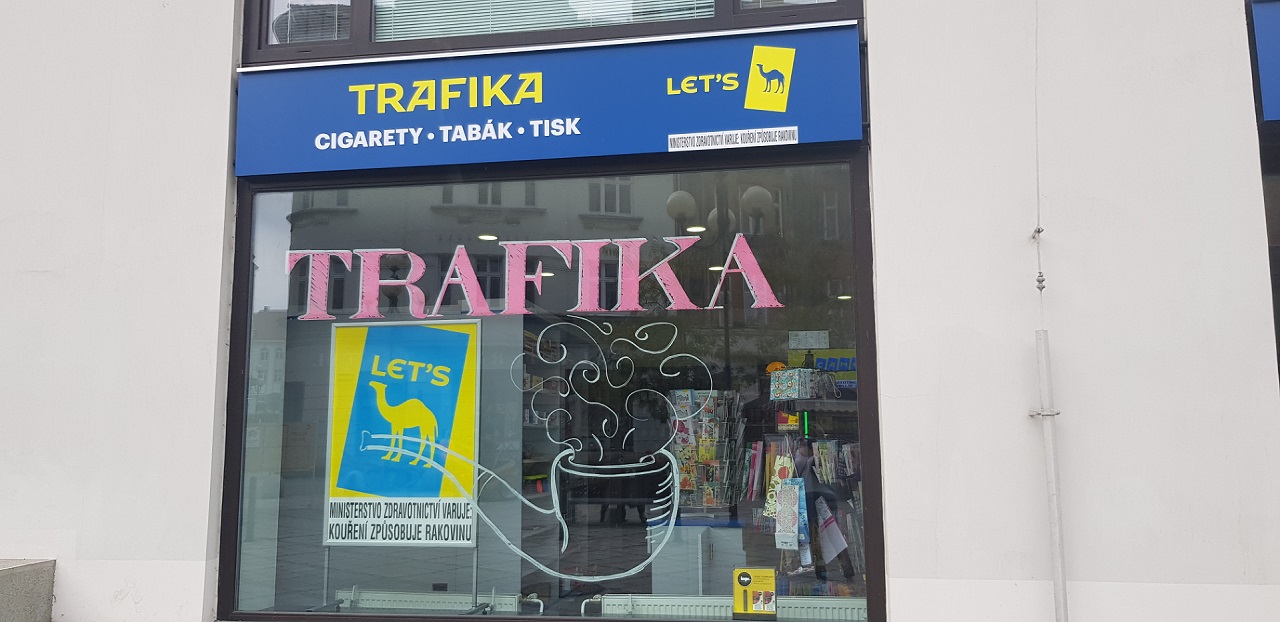 TRAFIKA
CIGARETY • TABÁK • TISK
LET'S
MINISTERSTVO ZDRAVOTNICTVÍ VARUJE: KOUŘENÍ ZPŮSOBUJE RAKOVINU
TRAFIKA
LET'S
MINISTERSTVO ZDRAVOTNICTVÍ VARUJE:
KOUŘENÍ ZPŮSOBUJE RAKOVINU